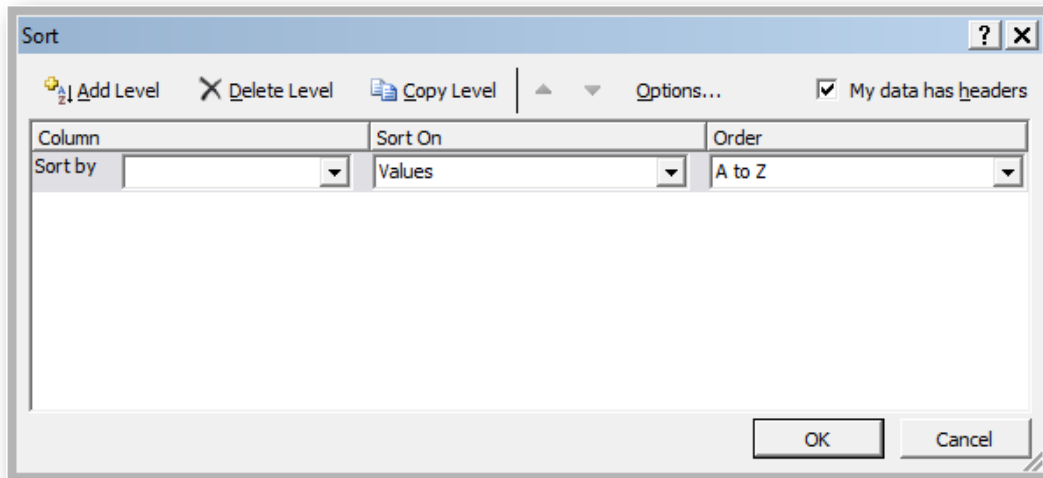 Sort
Add Level Delete Level Copy Level Options... My data has headers
Column Sort On Order
Sort by Values A to Z
OK Cancel